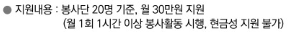 ● 지원내용 : 봉사단 20명 기준, 월 30만원 지원
(월 1회 1시간 이상 봉사활동 시행, 현금성 지원 불가)